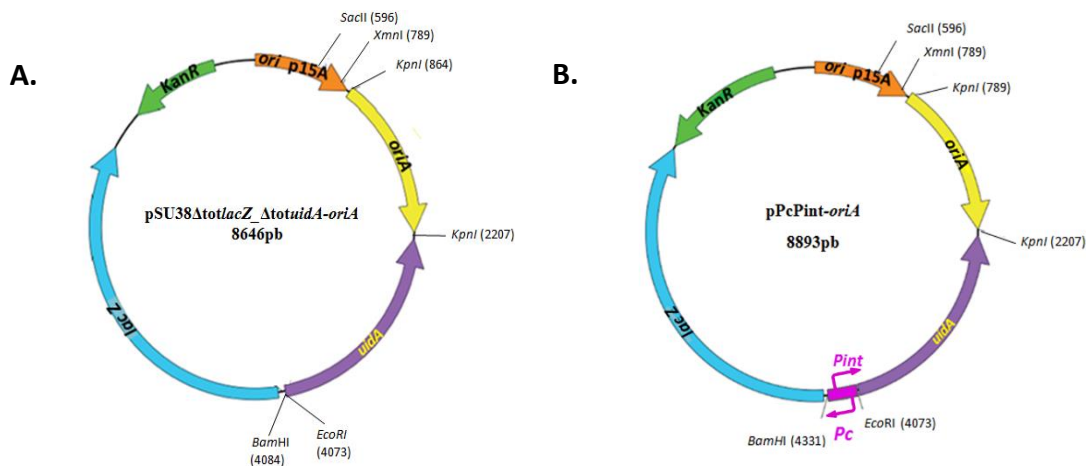 A.
SacII (596)
XmnI (789)
KpnI (864)
ori p15A
KanR
oriA
pSU38ΔtotlacZ_ΔtotuidA-oriA
8646pb
KpnI (2207)
lac Z
uidA
BamHI
(4084)
EcoRI
(4073)
B.
SacII (596)
XmnI (789)
KpnI (789)
ori p15A
KanR
oriA
pPcPint-oriA
8893pb
KpnI (2207)
lac Z
uidA
Pint
Pc
EcoRI (4073)
BamHI (4331)